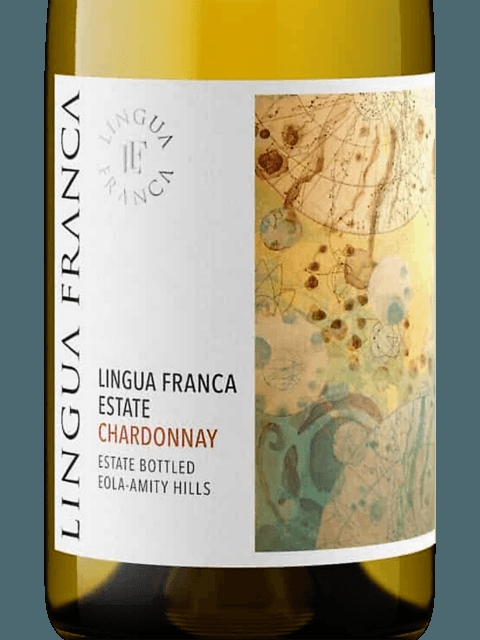 LINGUA FRANCA
LINGUA
LF
FRANCA
LINGUA FRANCA
ESTATE
CHARDONNAY
ESTATE BOTTLED
EOLA-AMITY HILLS